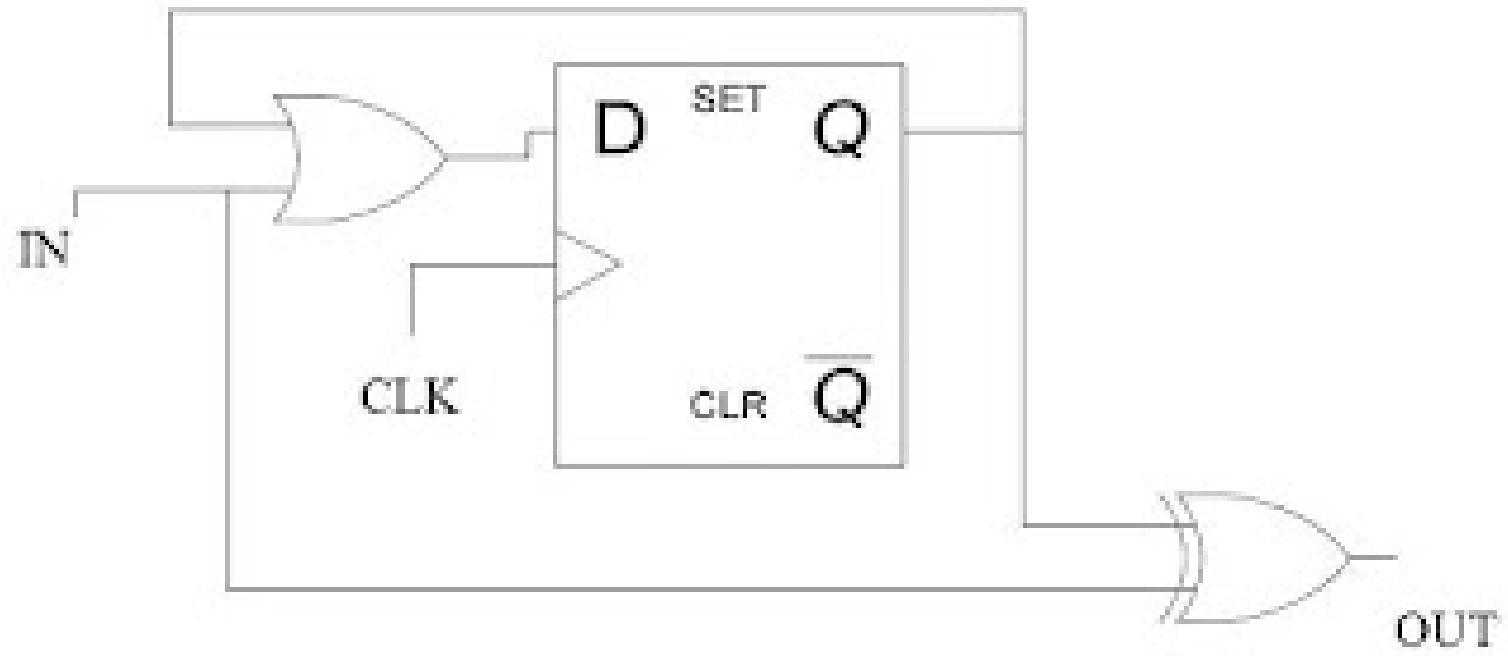 D SET Q
IN
CLK
CLR Q̅
OUT